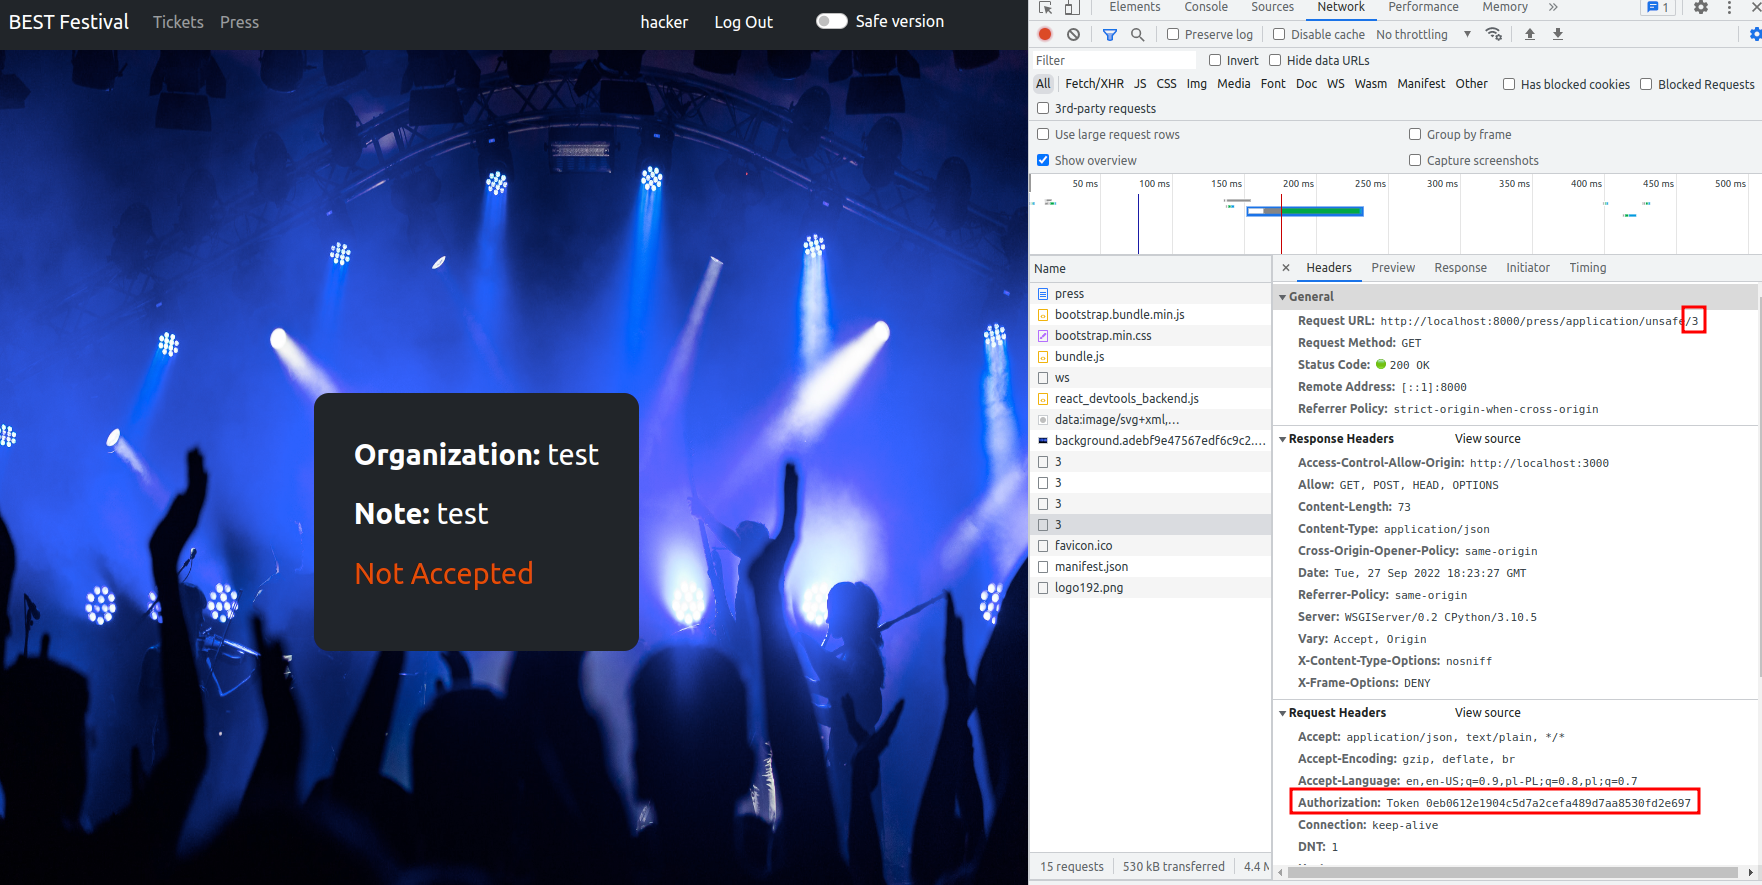 BEST Festival Tickets Press hacker Log Out Safe version
Organization: test
Note: test
Not Accepted
Elements Console Sources Network Performance Memory » 1
Preserve log Disable cache No throttling
Filter Invert Hide data URLs
All Fetch/XHR JS CSS Img Media Font Doc WS Wasm Manifest Other Has blocked cookies Blocked Requests
3rd-party requests
Use large request rows Group by frame
Show overview Capture screenshots
50 ms 100 ms 150 ms 200 ms 250 ms 300 ms 350 ms 400 ms 450 ms 500 ms
Name
press
bootstrap.bundle.min.js
bootstrap.min.css
bundle.js
ws
react_devtools_backend.js
data:image/svg+xml,...
background.adebf9e47567edf6c9c2....
3
3
3
3
favicon.ico
manifest.json
logo192.png
15 requests 530 kB transferred 4.4 M
Headers Preview Response Initiator Timing
General
Request URL: http://localhost:8000/press/application/unsafe/3
Request Method: GET
Status Code: 200 OK
Remote Address: [::1]:8000
Referrer Policy: strict-origin-when-cross-origin
Response Headers View source
Access-Control-Allow-Origin: http://localhost:3000
Allow: GET, POST, HEAD, OPTIONS
Content-Length: 73
Content-Type: application/json
Cross-Origin-Opener-Policy: same-origin
Date: Tue, 27 Sep 2022 18:23:27 GMT
Referrer-Policy: same-origin
Server: WSGIServer/0.2 CPython/3.10.5
Vary: Accept, Origin
X-Content-Type-Options: nosniff
X-Frame-Options: DENY
Request Headers View source
Accept: application/json, text/plain, */*
Accept-Encoding: gzip, deflate, br
Accept-Language: en,en-US;q=0.9,pl-PL;q=0.8,pl;q=0.7
Authorization: Token 0eb0612e1904c5d7a2cefa489d7aa8530fd2e697
Connection: keep-alive
DNT: 1